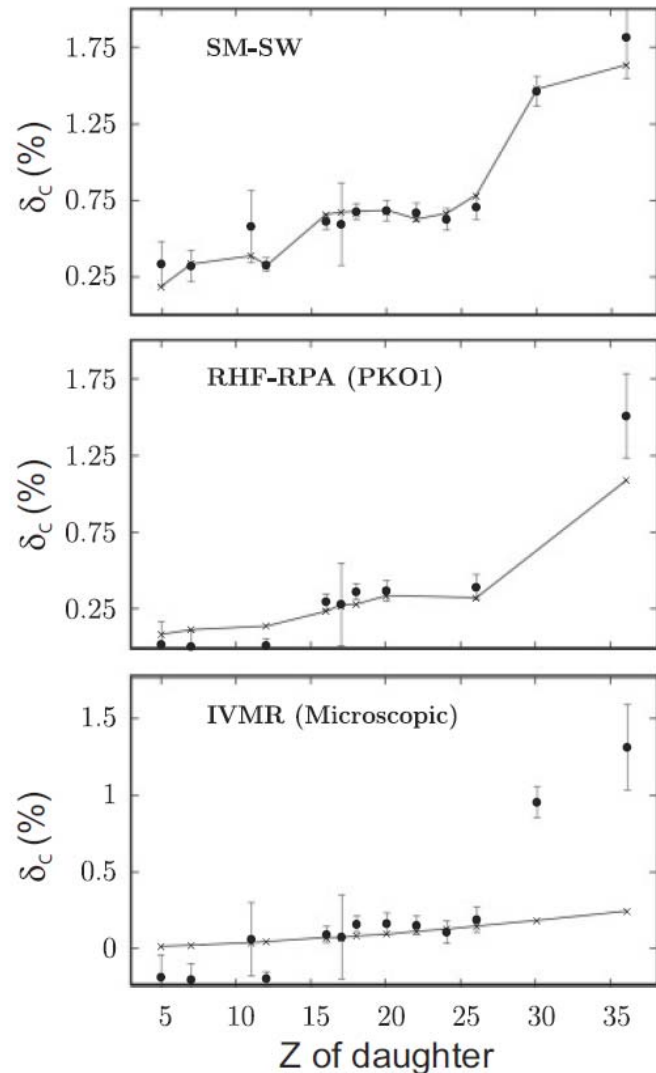 SM-SW
δC (%)
1.75
1.25
0.75
0.25
RHF-RPA (PKO1)
δC (%)
1.75
1.25
0.75
0.25
IVMR (Microscopic)
δC (%)
1.5
1
0.5
0
5 10 15 20 25 30 35
Z of daughter